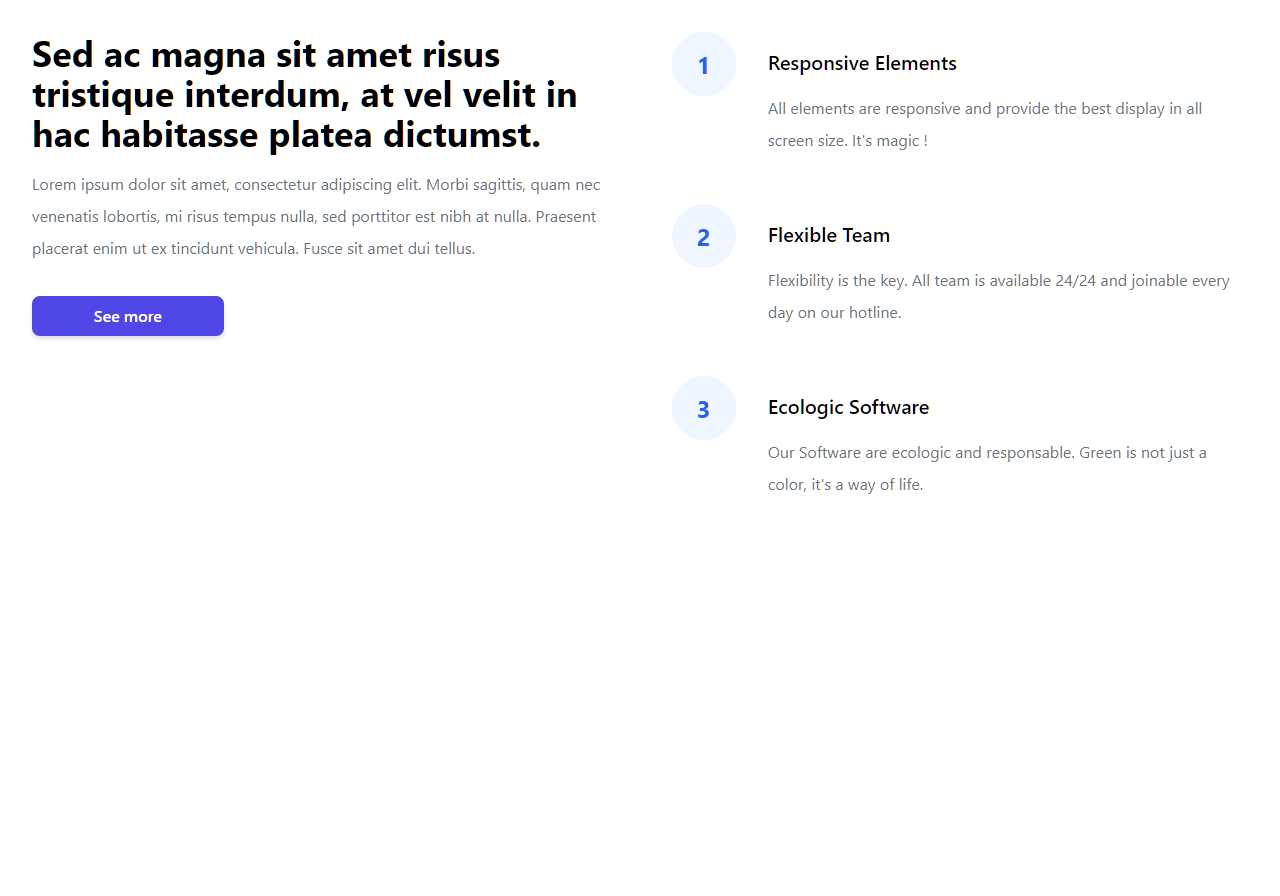 Sed ac magna sit amet risus
tristique interdum, at vel velit in
hac habitasse platea dictumst.
Lorem ipsum dolor sit amet, consectetur adipiscing elit. Morbi sagittis, quam nec
venenatis lobortis, mi risus tempus nulla, sed porttitor est nibh at nulla. Praesent
placerat enim ut ex tincidunt vehicula. Fusce sit amet dui tellus.
See more
1
Responsive Elements
All elements are responsive and provide the best display in all
screen size. It's magic !
2
Flexible Team
Flexibility is the key. All team is available 24/24 and joinable every
day on our hotline.
3
Ecologic Software
Our Software are ecologic and responsable. Green is not just a
color, it's a way of life.